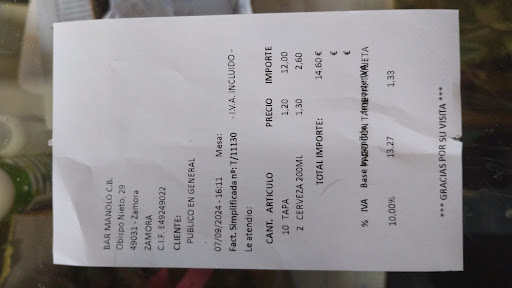 BAR MANOLO C.B.
Obispo Nieto, 29
49031 - Zamora
ZAMORA
C.I.F. E49249022
CLIENTE:
PUBLICO EN GENERAL
07/09/2024 - 16:11 Mesa:
Fact. Simplificada nº: T/11130 - I.V.A. INCLUIDO -
Le atendio:
CANT. ARTICULO PRECIO IMPORTE
10 TAPA 1,20 12,00
2 CERVEZA 200ML 1,30 2,60
TOTAL IMPORTE: 14,60 €
€
€
% IVA Base Imponible Importe IVA
10,00% 13,27 1,33
*** GRACIAS POR SU VISITA ***